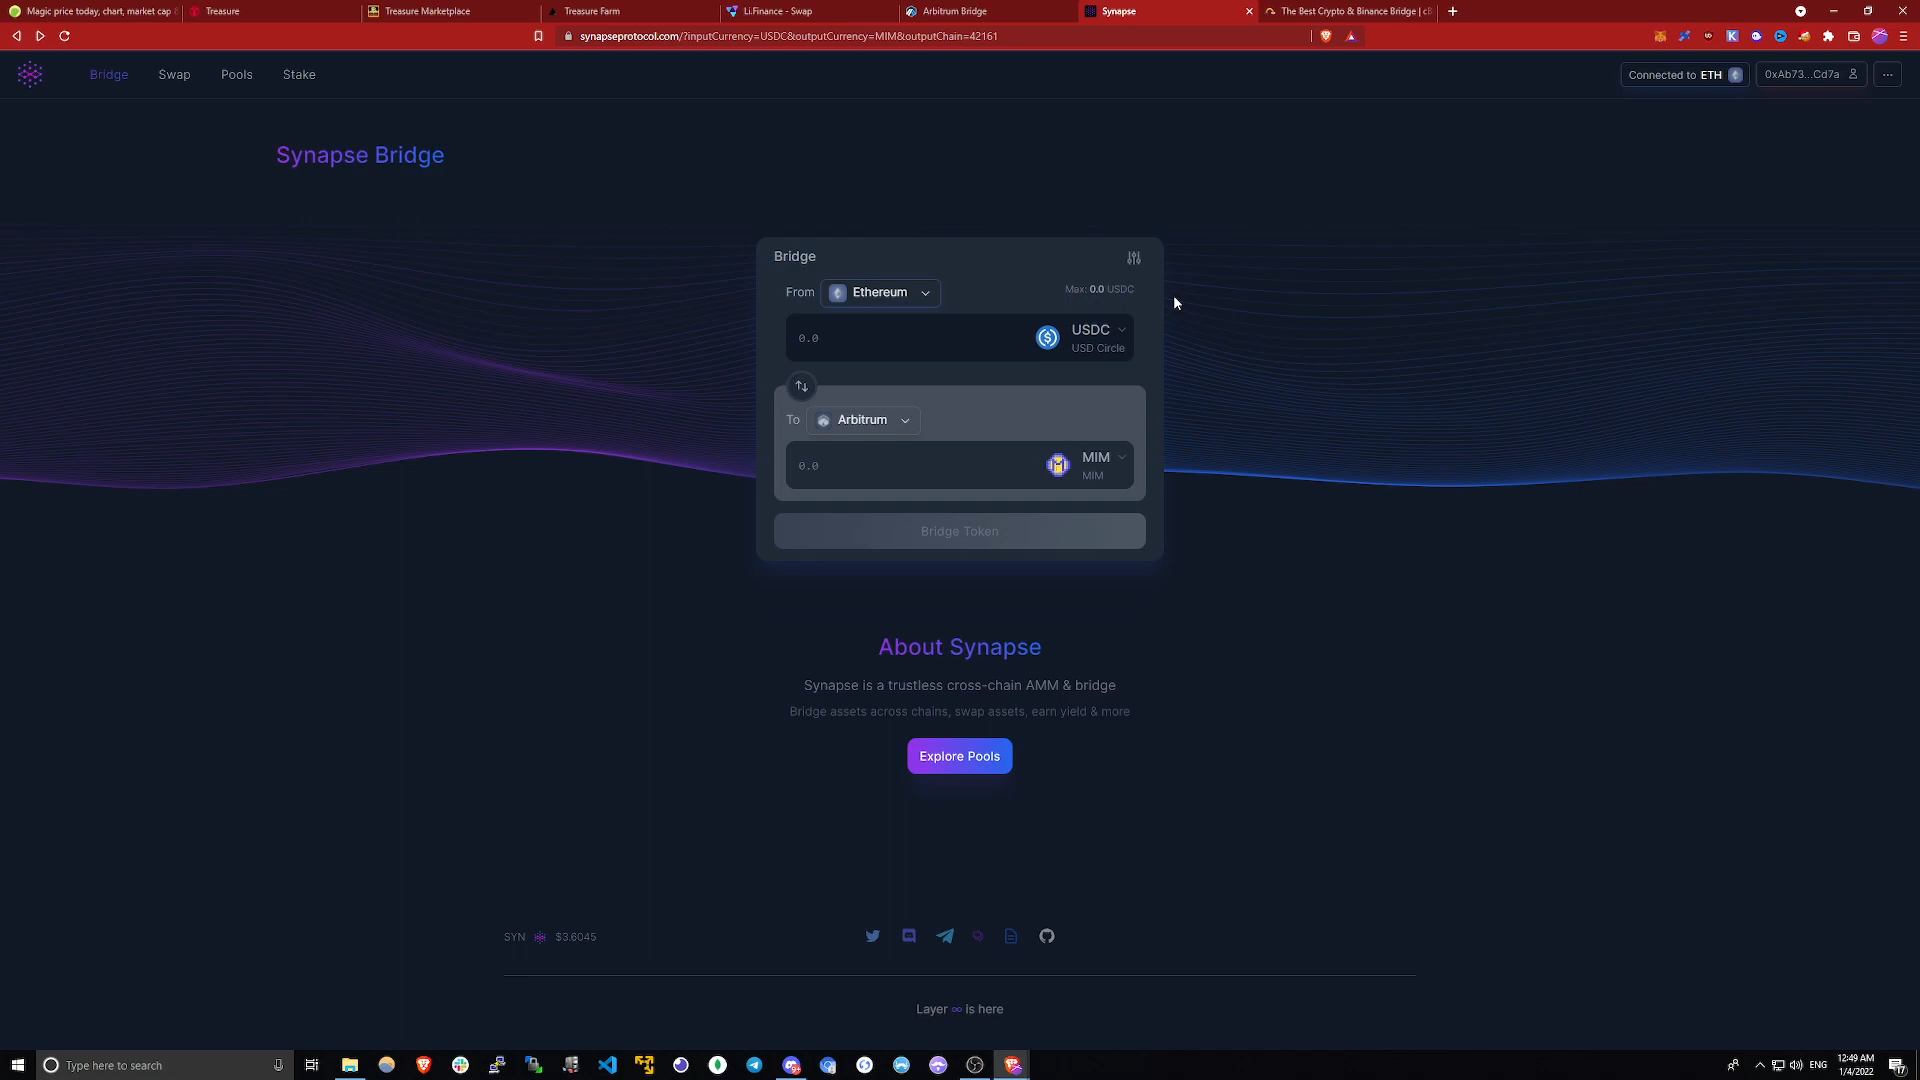 Magic price today, chart, market cap
Treasure
Treasure Marketplace
Treasure Farm
Li.Finance - Swap
Arbitrum Bridge
Synapse
The Best Crypto & Binance Bridge | cB
synapseprotocol.com/?inputCurrency=USDC&outputCurrency=MIM&outputChain=42161
Bridge
Swap
Pools
Stake
Connected to ETH
0xAb73...Cd7a
...
Synapse Bridge
Bridge
From
Ethereum
Max: 0.0 USDC
0.0
USDC
USD Circle
To
Arbitrum
0.0
MIM
MIM
Bridge Token
About Synapse
Synapse is a trustless cross-chain AMM & bridge
Bridge assets across chains, swap assets, earn yield & more
Explore Pools
SYN
$3.6045
Layer ∞ is here
Type here to search
ENG
12:49 AM
1/4/2022
17